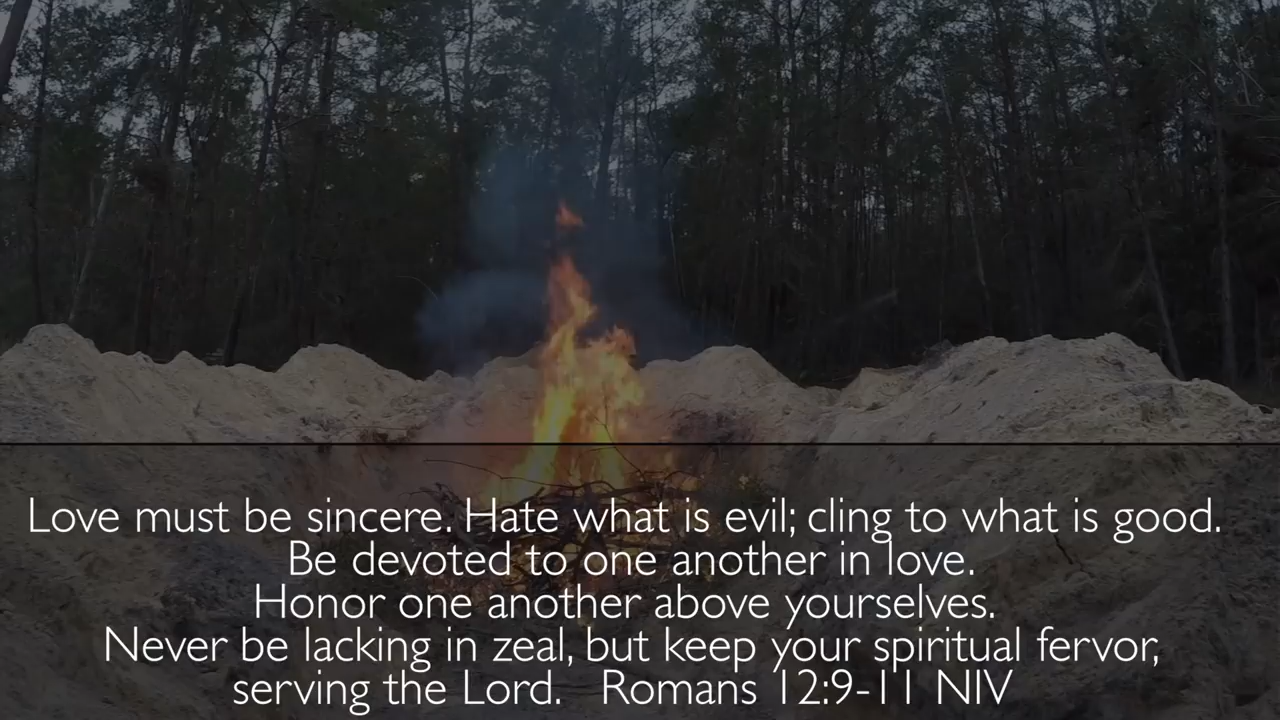 Love must be sincere. Hate what is evil; cling to what is good.
Be devoted to one another in love.
Honor one another above yourselves.
Never be lacking in zeal, but keep your spiritual fervor,
serving the Lord. Romans 12:9-11 NIV